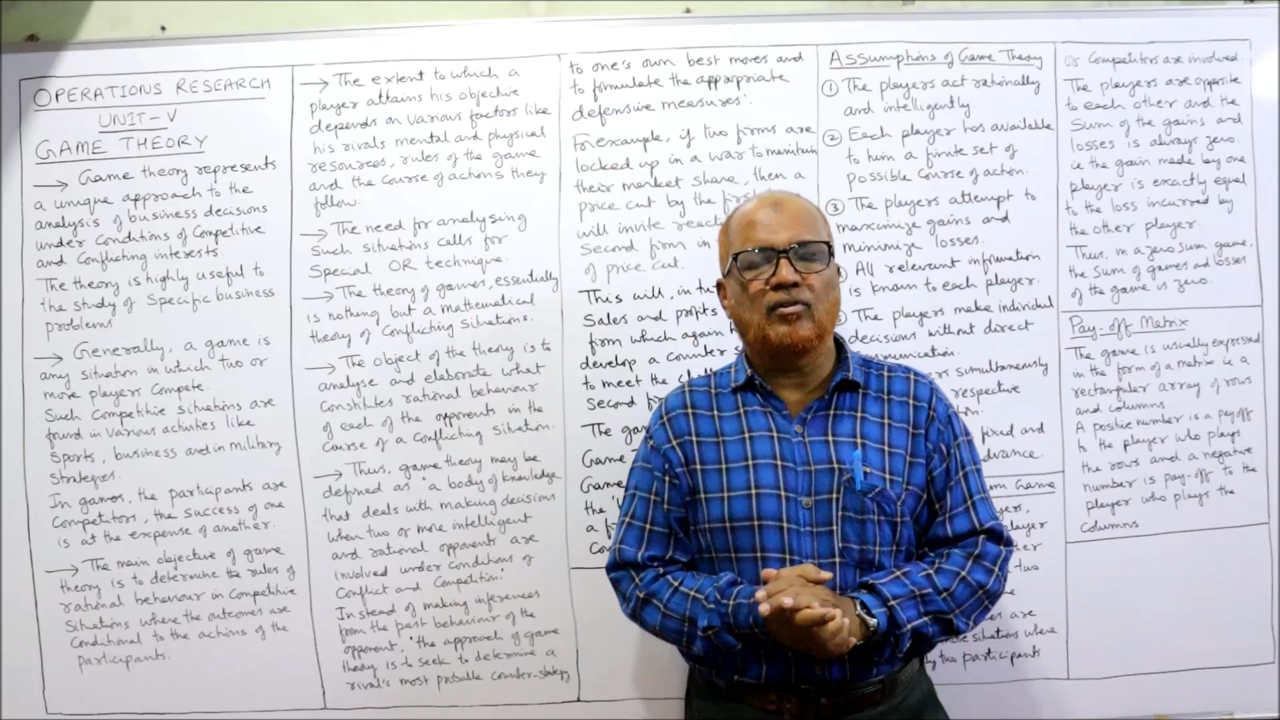 OPERATIONS RESEARCH
UNIT-V
GAME THEORY
→ Game theory represents
a unique approach to the
analysis of business decisions
under Conditions of Competitive
and Conflicting interests.
The theory is highly useful to
the study of Specific business
problems
→ Generally, a game is
any situation in which two or
more players compete.
Such Competitive situations are
found in various activities like
Sports, business and in military
Strategies.
In games, the participants are
Competitors, the success of one
is at the expense of another.
→ The main objective of game
theory is to determine the rules of
rational behaviour in Competitive
Situations where the outcomes are
Conditional to the actions of the
participants.
→ The extent to which a
player attains his objective
depends on various factors like
his rivals mental and physical
resources, rules of the game
and the Course of actions they
follow.
→ The need for analysing
Such situations calls for
Special OR technique.
→ The theory of games, essentially
is nothing but a mathematical
theory of 'Conflicting Situations.
→ The object of the theory is to
analyse and elaborate what
Constitutes rational behaviour
of each of the opponents in the
Course of a Conflicting Situation.
→ Thus, game theory may be
defined as "a body of knowledge
that deals with making decisions
when two or more intelligent
and rational opponents are
involved under conditions of
Conflict and Competition."
Instead of making inferences
from the past behaviour of the
opponent, "the approach of game
theory is to seek to determine a
rival's most probable counter-strategy
to one's own best moves and
to formulate the appropriate
defensive measures".
For example, if two firms are
locked up in a war to maintain
their market share, then a
price cut by the
will invite
Second firm in
of price cut.
This will, in
Sales and profits
firm which again
develop a counter
to meet the
Second
The
Game
Game
the
a
Assumptions of Game Theory
① The players act rationally
and intelligently
② Each player has available
to him a finite set of
possible Course of action.
③ The players attempt to
maximize gains and
minimize losses.
All relevant information
is known to each player.
The players make individual
decisions without direct
simultaneously
respective
fixed and
Game
two
are
situations where
two participants
or Competitors are involved.
The players are opposite
to each other and the
Sum of the gains and
losses is always zero.
i.e the gain made by one
player is exactly equal
to the loss incurred by
the other player.
Thus, in a zero sum game,
the sum of games and losses
of the game is zero.
Pay-off Matrix
The game is usually expressed
in the form of a matrix i.e a
rectangular array of rows
and columns
A positive number is a payoff
to the player who plays
the rows and a negative
number is pay-off to the
player who plays the
Columns.